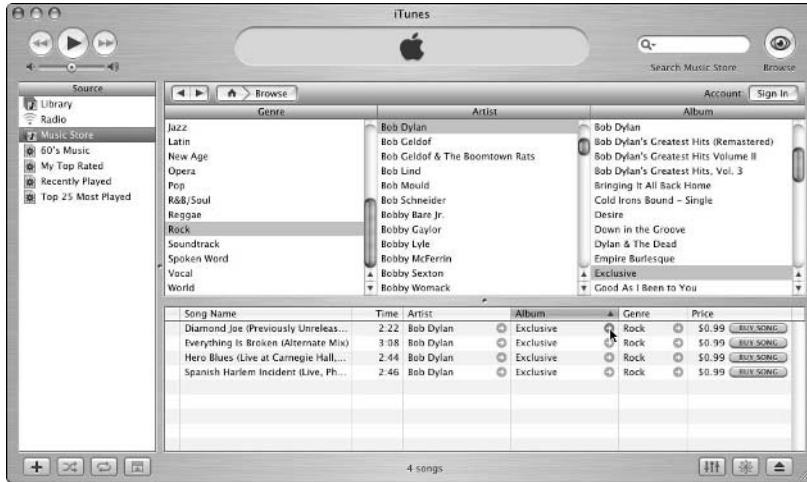 iTunes
Search Music Store
Browse
Source
Library
Radio
Music Store
60's Music
My Top Rated
Recently Played
Top 25 Most Played
Browse
Account
Sign In
Genre
Jazz
Latin
New Age
Opera
Pop
R&B/Soul
Reggae
Rock
Soundtrack
Spoken Word
Vocal
World
Artist
Bob Dylan
Bob Geldof
Bob Geldof & The Boomtown Rats
Bob Lind
Bob Mould
Bob Schneider
Bobby Bare Jr.
Bobby Gaylor
Bobby Lyle
Bobby McFerrin
Bobby Sexton
Bobby Womack
Album
Bob Dylan
Bob Dylan's Greatest Hits (Remastered)
Bob Dylan's Greatest Hits Volume II
Bob Dylan's Greatest Hits, Vol. 3
Bringing It All Back Home
Cold Irons Bound – Single
Desire
Down in the Groove
Dylan & The Dead
Empire Burlesque
Exclusive
Good As I Been to You
Song Name Time Artist Album Genre Price
Diamond Joe (Previously Unreleas... 2:22 Bob Dylan Exclusive Rock $0.99 BUY SONG
Everything Is Broken (Alternate Mix) 3:08 Bob Dylan Exclusive Rock $0.99 BUY SONG
Hero Blues (Live at Carnegie Hall,... 2:44 Bob Dylan Exclusive Rock $0.99 BUY SONG
Spanish Harlem Incident (Live, Ph... 2:46 Bob Dylan Exclusive Rock $0.99 BUY SONG
4 songs